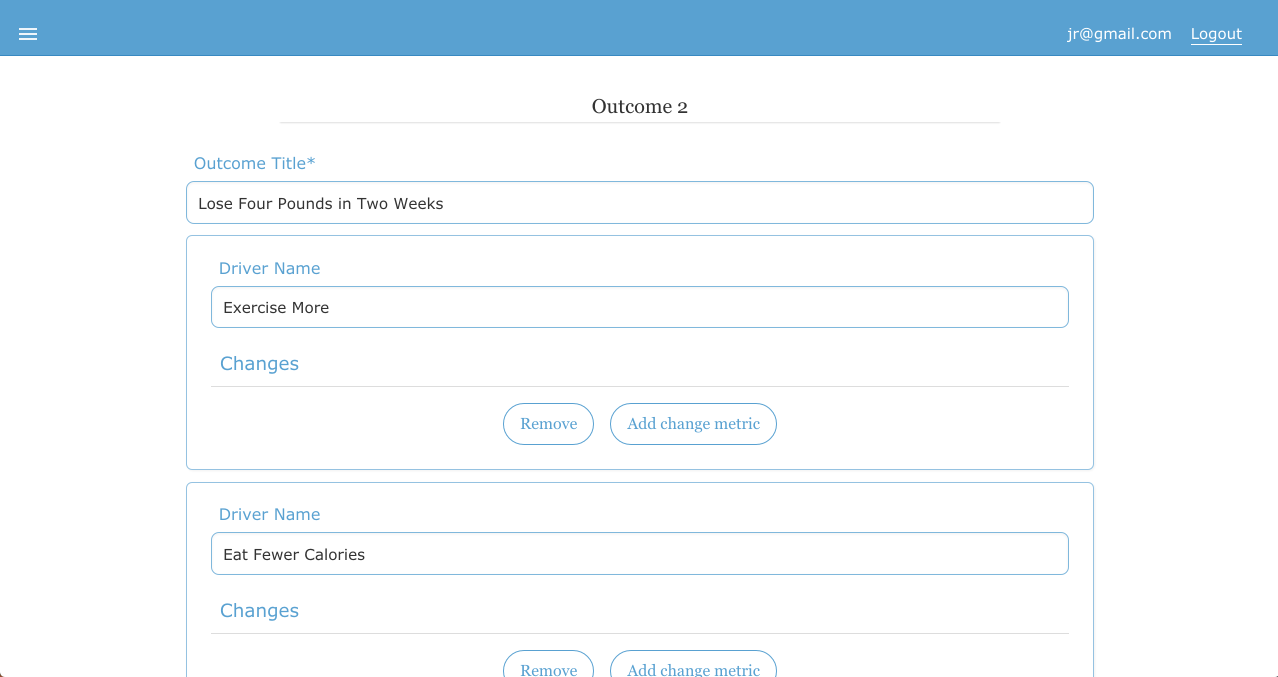 jr@gmail.com Logout
Outcome 2
Outcome Title*
Lose Four Pounds in Two Weeks
Driver Name
Exercise More
Changes
Remove Add change metric
Driver Name
Eat Fewer Calories
Changes
Remove Add change metric